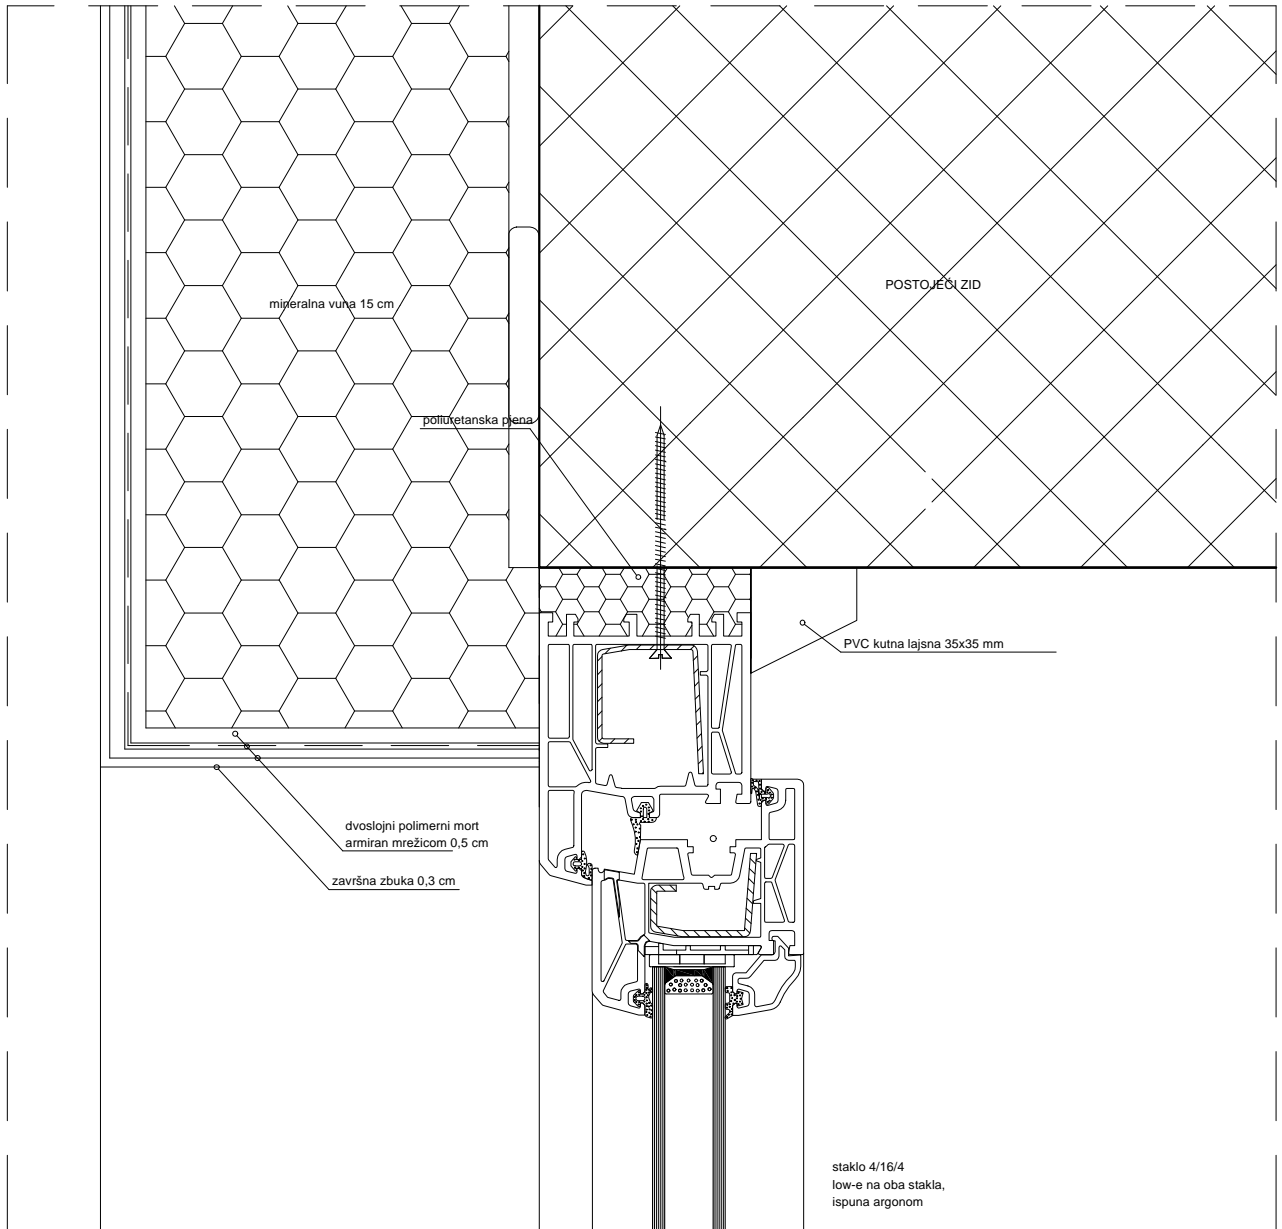 POSTOJEĆI ZID
mineralna vuna 15 cm
poliuretanska pjena
PVC kutna lajsna 35x35 mm
dvoslojni polimerni mort
armiran mrežicom 0,5 cm
završna zbuka 0,3 cm
staklo 4/16/4
low-e na oba stakla,
ispuna argonom